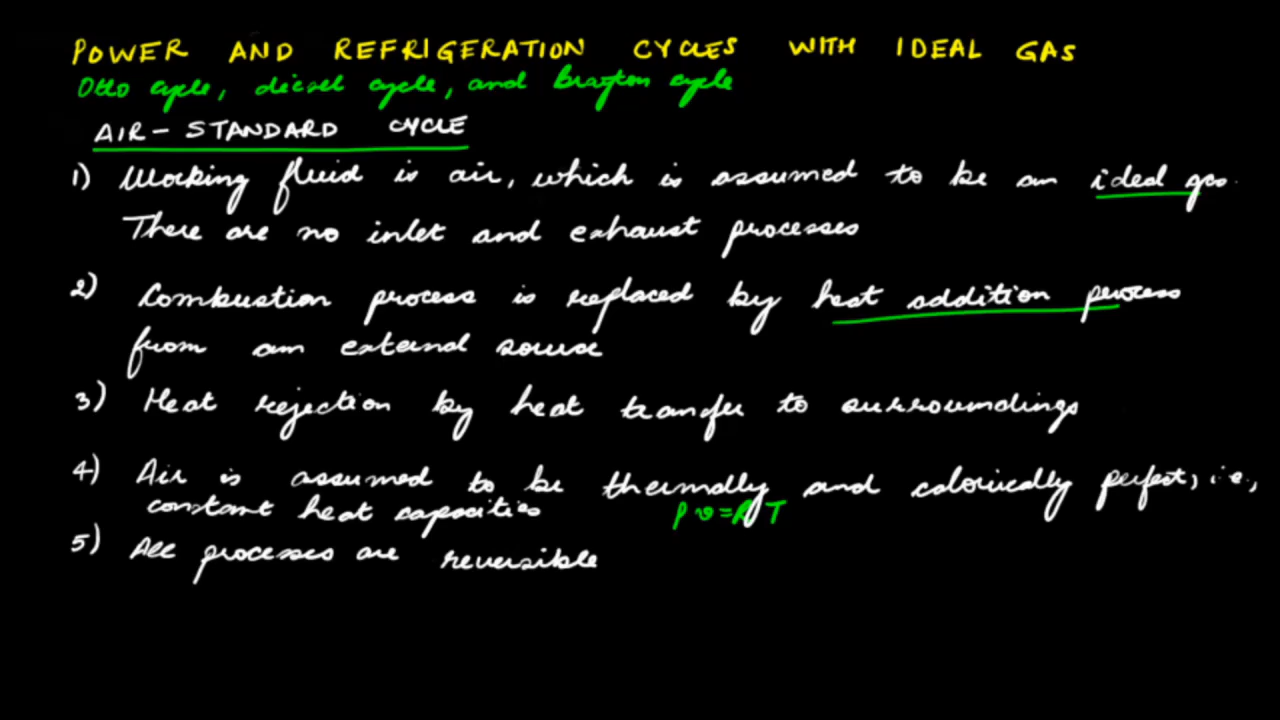 POWER AND REFRIGERATION CYCLES WITH IDEAL GAS
Otto cycle, diesel cycle, and brayton cycle
AIR-STANDARD CYCLE
1) Working fluid is air, which is assumed to be an ideal gas.
There are no inlet and exhaust processes
2) Combustion process is replaced by heat addition process
from an external source
3) Heat rejection by heat transfer to surroundings
4) Air is assumed to be thermally and calorically perfect, i.e.,
constant heat capacities pv=RT
5) All processes are reversible